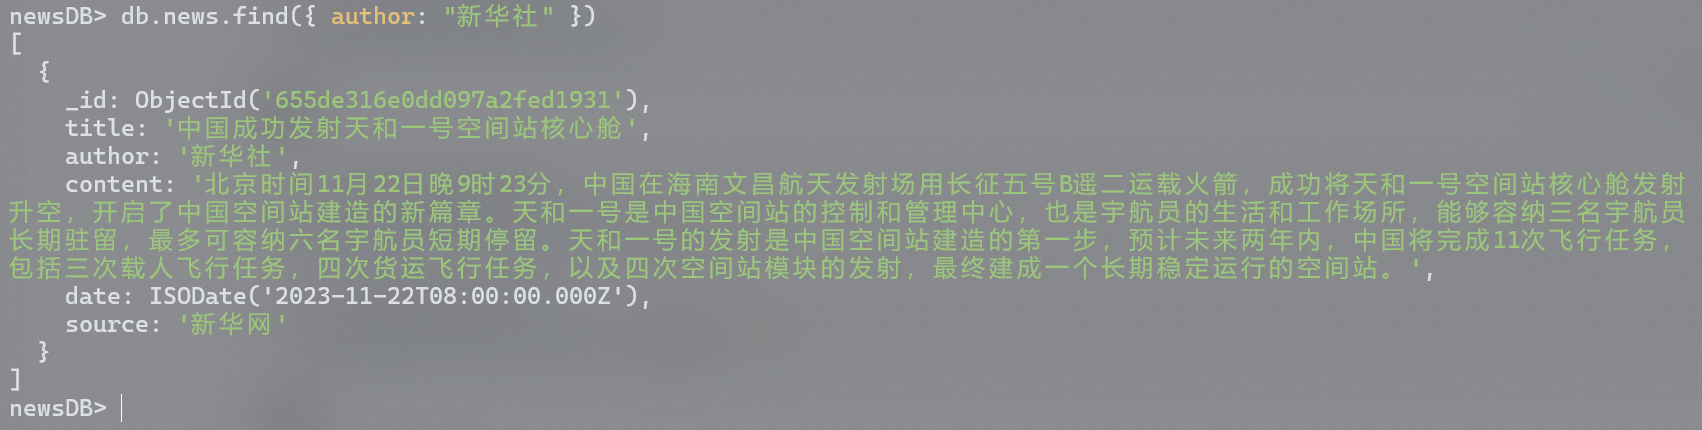 newsDB> db.news.find({ author: "新华社" })
[
  {
    _id: ObjectId('655de316e0dd097a2fed1931'),
    title: '中国成功发射天和一号空间站核心舱',
    author: '新华社',
    content: '北京时间11月22日晚9时23分，中国在海南文昌航天发射场用长征五号B遥二运载火箭，成功将天和一号空间站核心舱发射
升空，开启了中国空间站建造的新篇章。天和一号是中国空间站的控制和管理中心，也是宇航员的生活和工作场所，能够容纳三名宇航员
长期驻留，最多可容纳六名宇航员短期停留。天和一号的发射是中国空间站建造的第一步，预计未来两年内，中国将完成11次飞行任务，
包括三次载人飞行任务，四次货运飞行任务，以及四次空间站模块的发射，最终建成一个长期稳定运行的空间站。',
    date: ISODate('2023-11-22T08:00:00.000Z'),
    source: '新华网'
  }
]
newsDB>